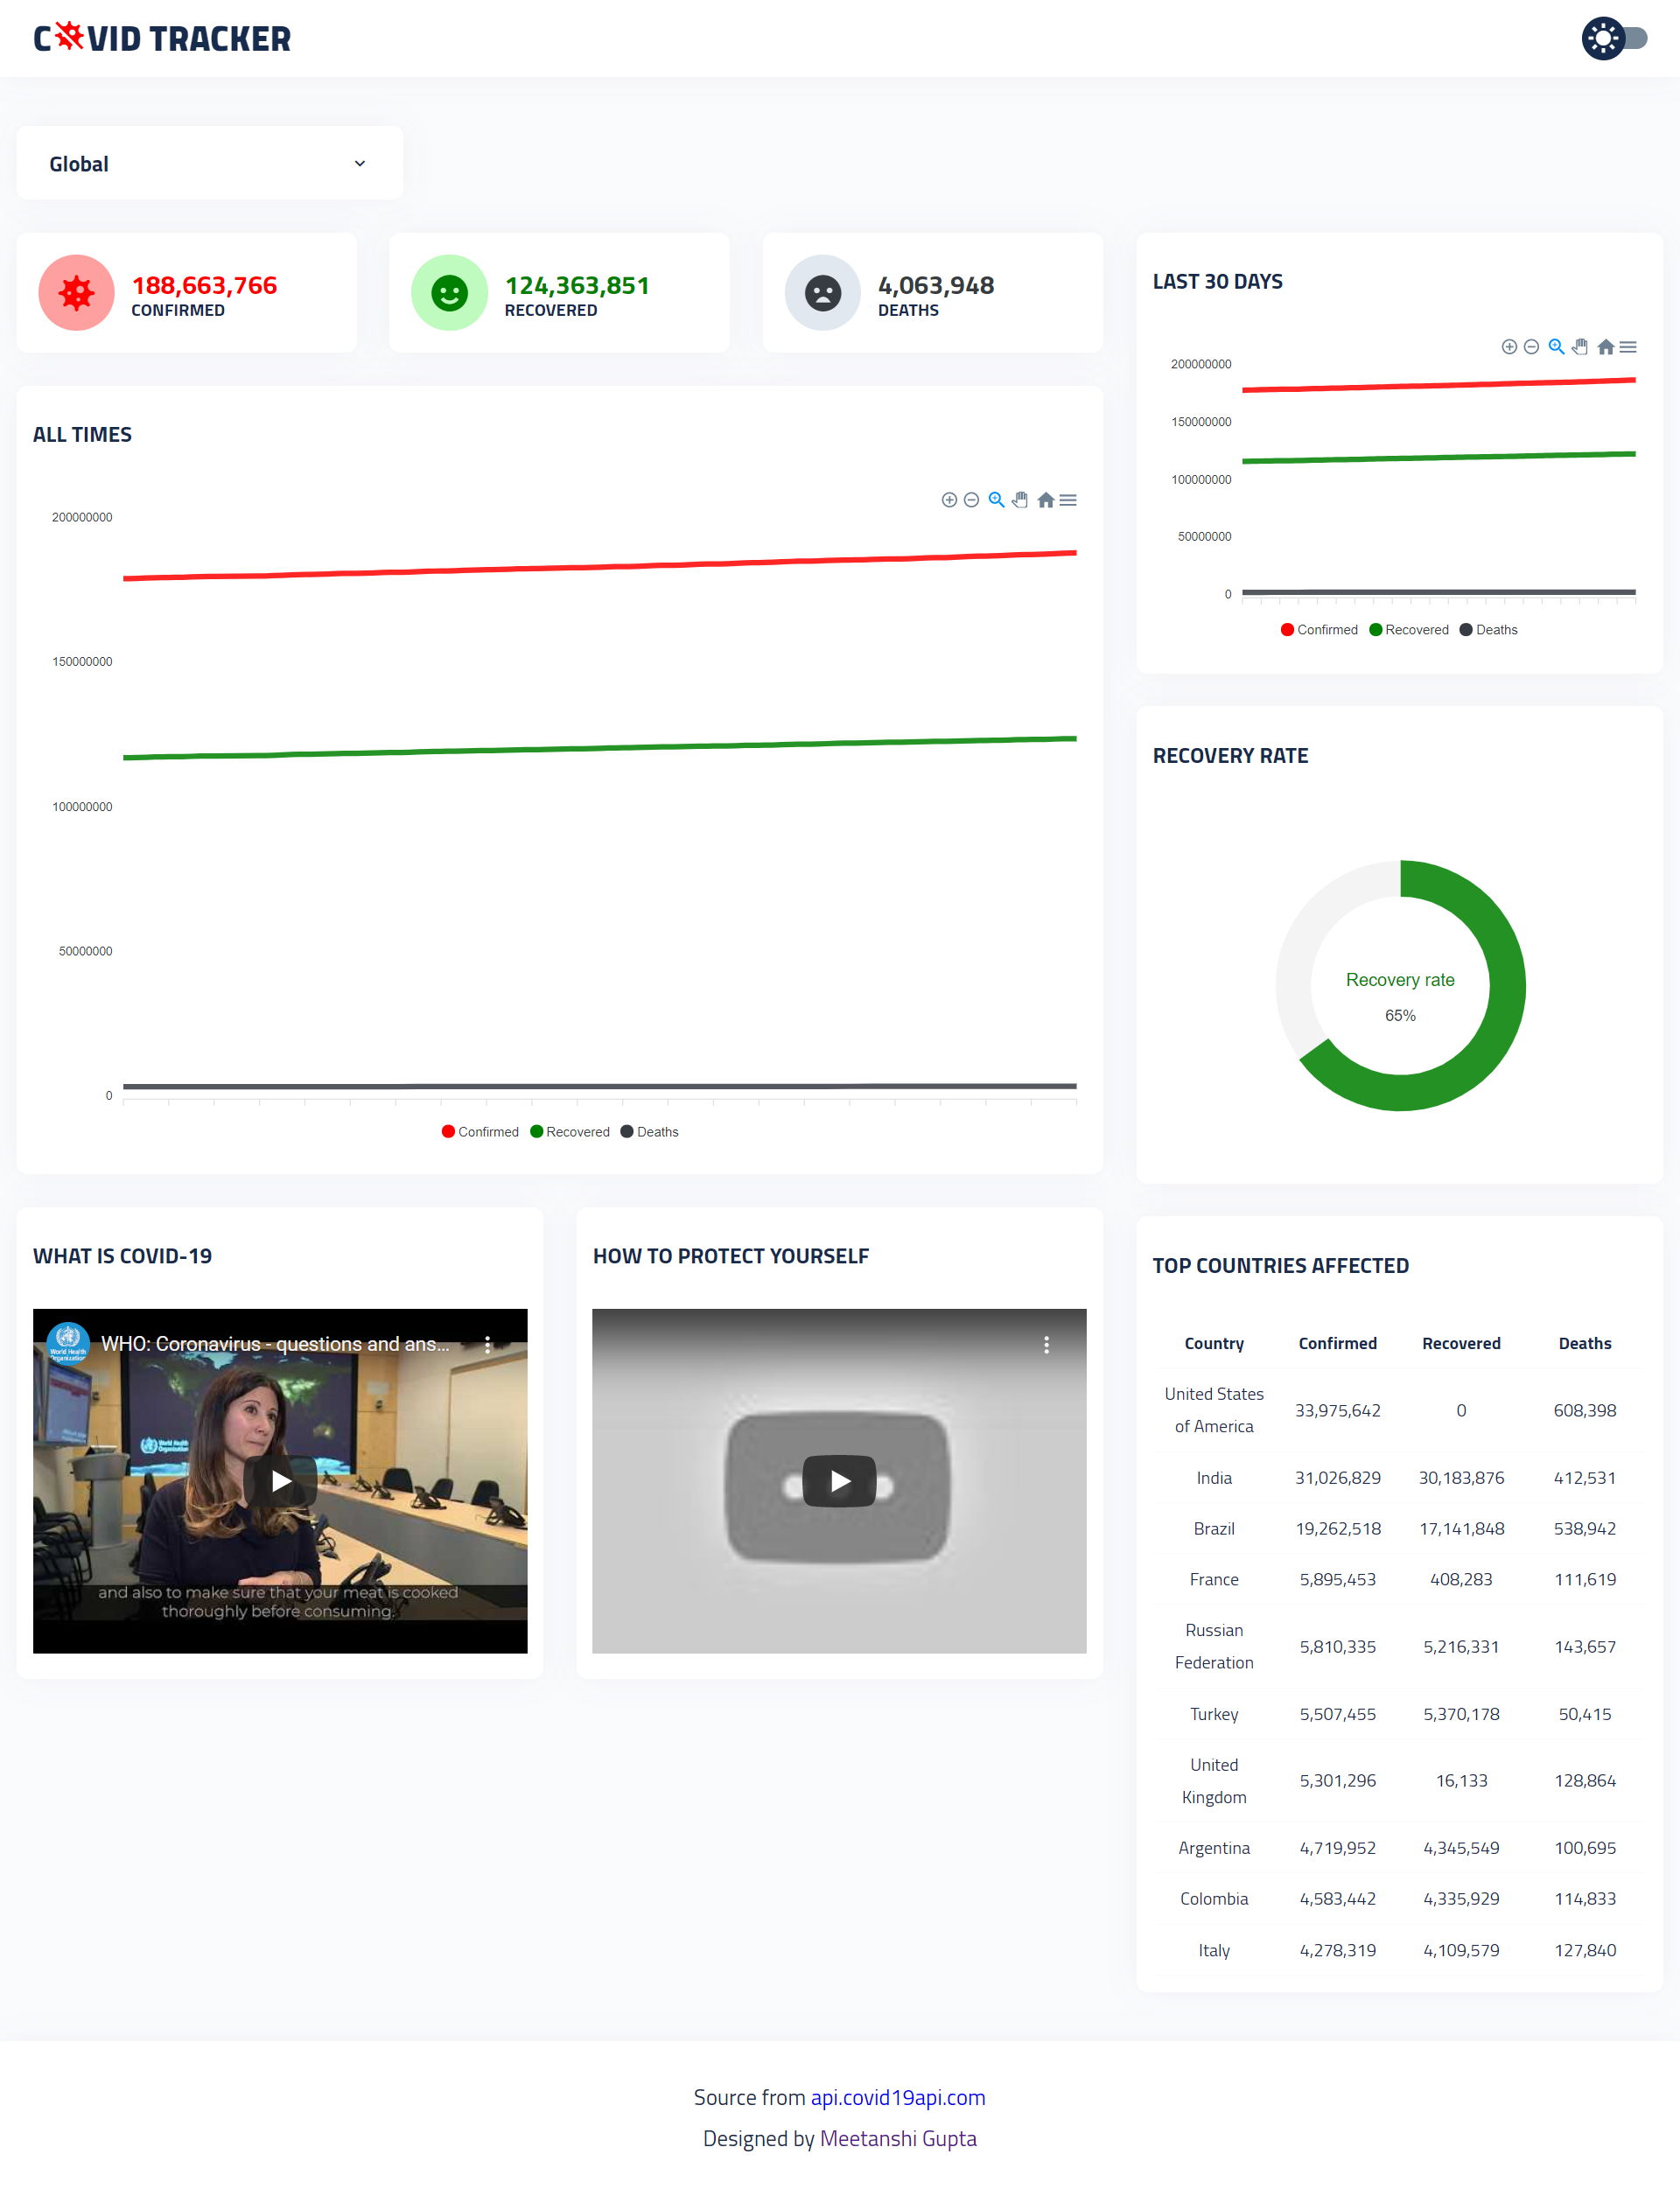 COVID TRACKER
Global
188,663,766
CONFIRMED
124,363,851
RECOVERED
4,063,948
DEATHS
ALL TIMES
200000000
150000000
100000000
50000000
0
Confirmed Recovered Deaths
LAST 30 DAYS
200000000
150000000
100000000
50000000
0
Confirmed Recovered Deaths
RECOVERY RATE
Recovery rate
65%
WHAT IS COVID-19
World Health
Organization
WHO: Coronavirus - questions and ans...
World Health
Organization
and also to make sure that your meat is cooked
thoroughly before consuming.
HOW TO PROTECT YOURSELF
TOP COUNTRIES AFFECTED
Country Confirmed Recovered Deaths
United States
of America 33,975,642 0 608,398
India 31,026,829 30,183,876 412,531
Brazil 19,262,518 17,141,848 538,942
France 5,895,453 408,283 111,619
Russian
Federation 5,810,335 5,216,331 143,657
Turkey 5,507,455 5,370,178 50,415
United
Kingdom 5,301,296 16,133 128,864
Argentina 4,719,952 4,345,549 100,695
Colombia 4,583,442 4,335,929 114,833
Italy 4,278,319 4,109,579 127,840
Source from api.covid19api.com
Designed by Meetanshi Gupta